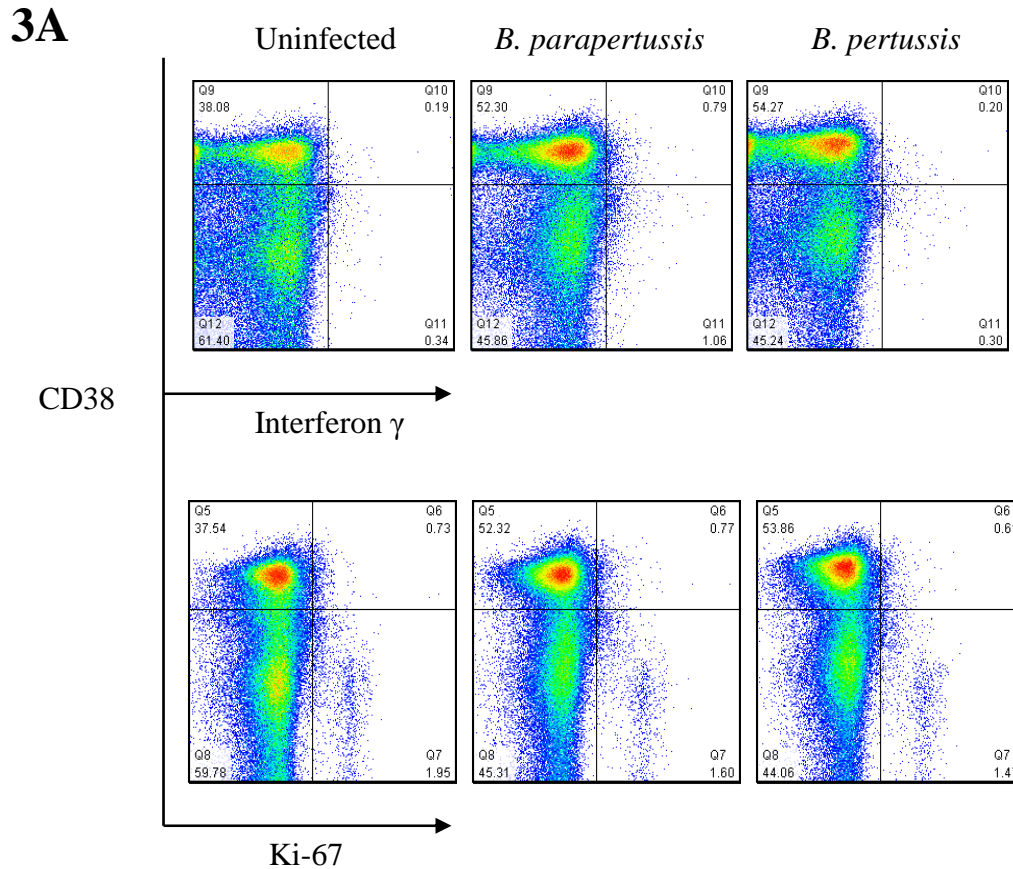 3A
Uninfected
B. parapertussis
B. pertussis
Q9
38.08
Q10
0.19
Q12
61.40
Q11
0.34
Q9
52.30
Q10
0.79
Q12
45.86
Q11
1.06
Q9
54.27
Q10
0.20
Q12
45.24
Q11
0.30
CD38
Interferon γ
Q5
37.54
Q6
0.73
Q8
59.78
Q7
1.95
Q5
52.32
Q6
0.77
Q8
45.31
Q7
1.60
Q5
53.86
Q6
Q8
44.06
Q7
Ki-67